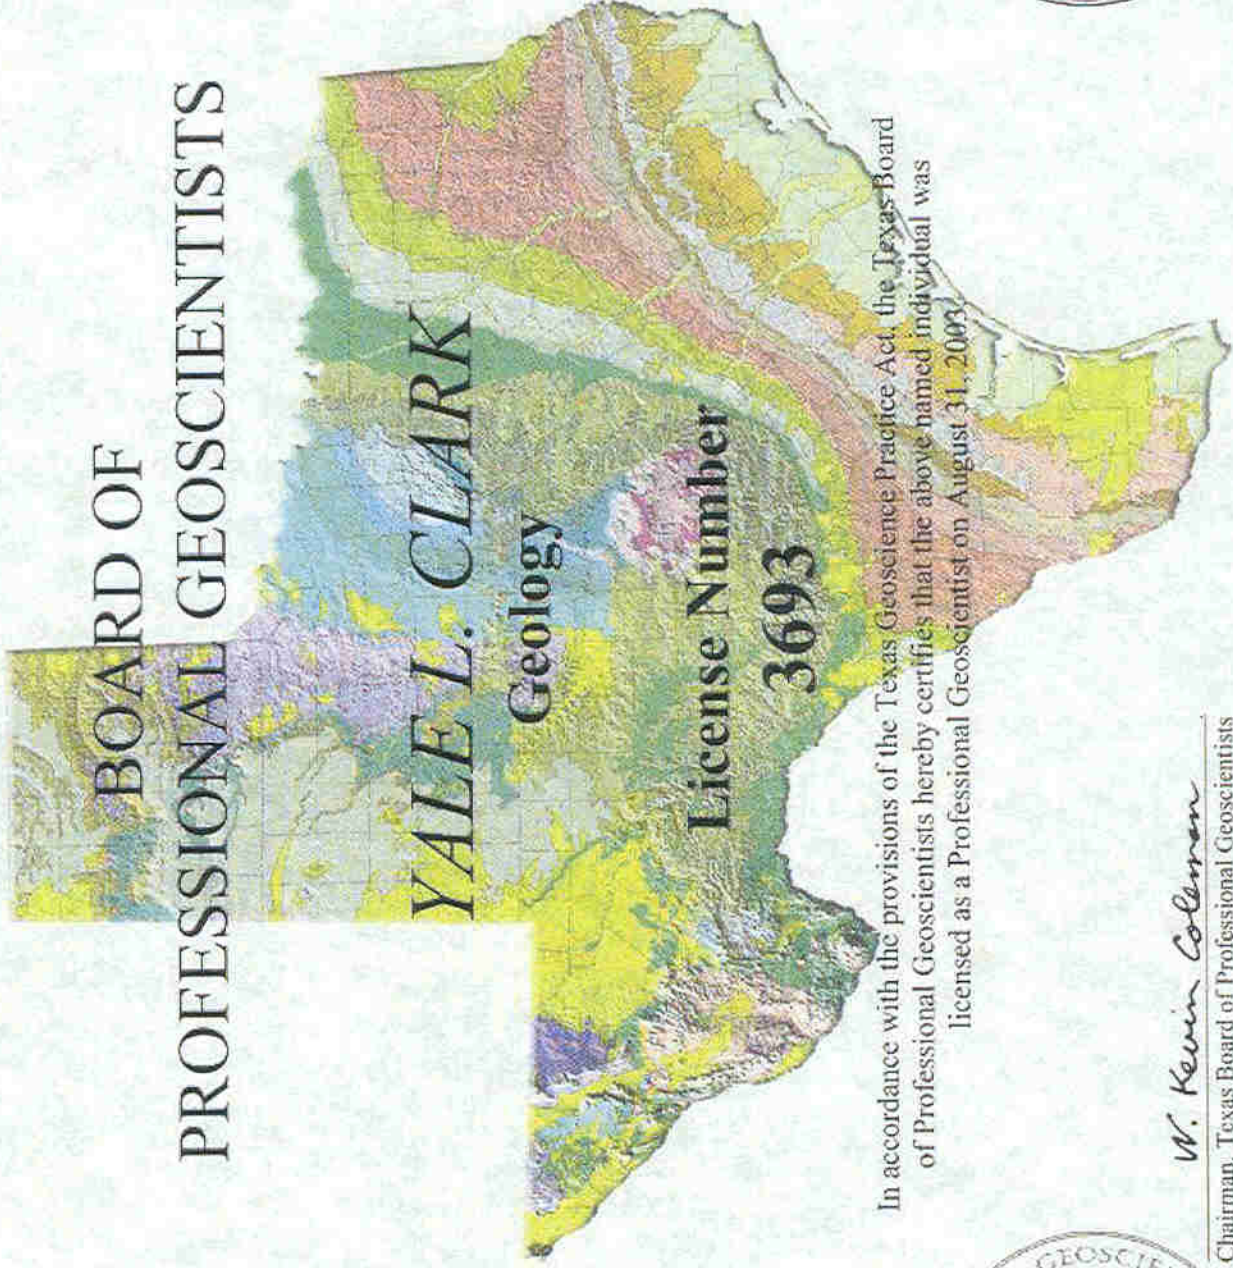 BOARD OF
PROFESSIONAL GEOSCIENTISTS
YALE L. CLARK
Geology
License Number
3693
In accordance with the provisions of the Texas Geoscience Practice Act, the Texas Board
of Professional Geoscientists hereby certifies that the above named individual was
licensed as a Professional Geoscientist on August 31, 2003.
W. Kevin Coleman
Chairman, Texas Board of Professional Geoscientists